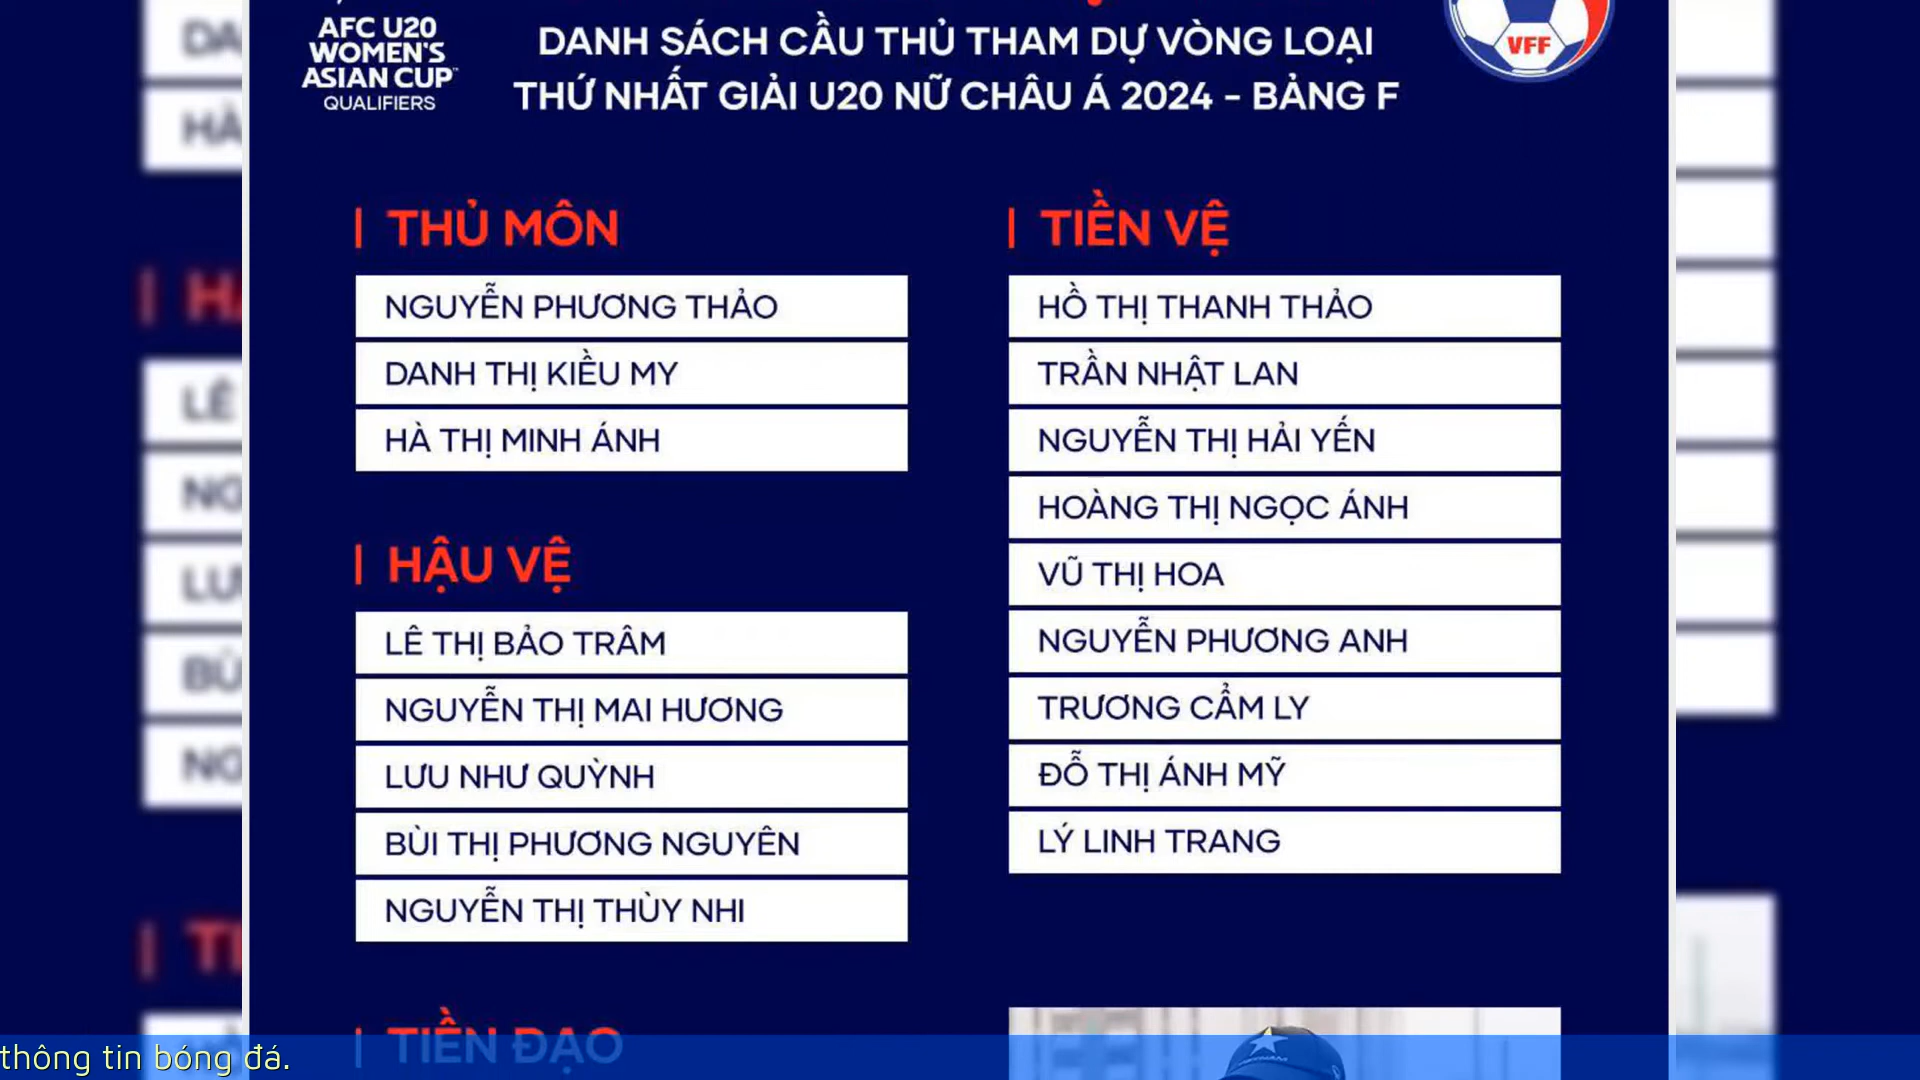 AFC U20
WOMEN'S
ASIAN CUP™
QUALIFIERS
DANH SÁCH CẦU THỦ THAM DỰ VÒNG LOẠI
THỨ NHẤT GIẢI U20 NỮ CHÂU Á 2024 - BẢNG F
VFF
THỦ MÔN
NGUYỄN PHƯƠNG THẢO
DANH THỊ KIỀU MY
HÀ THỊ MINH ÁNH
HẬU VỆ
LÊ THỊ BẢO TRÂM
NGUYỄN THỊ MAI HƯƠNG
LƯU NHƯ QUỲNH
BÙI THỊ PHƯƠNG NGUYÊN
NGUYỄN THỊ THÙY NHI
TIỀN ĐẠO
TIỀN VỆ
HỒ THỊ THANH THẢO
TRẦN NHẬT LAN
NGUYỄN THỊ HẢI YẾN
HOÀNG THỊ NGỌC ÁNH
VŨ THỊ HOA
NGUYỄN PHƯƠNG ANH
TRƯƠNG CẨM LY
ĐỖ THỊ ÁNH MỸ
LÝ LINH TRANG
thông tin bóng đá.